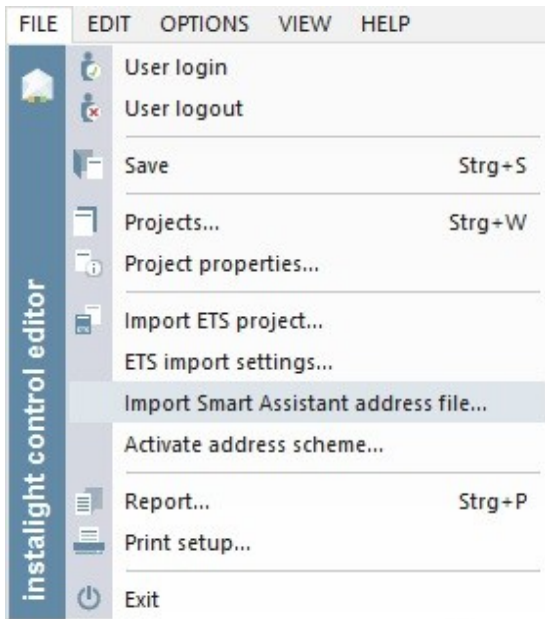 FILE EDIT OPTIONS VIEW HELP
instalight control editor
User login
User logout
Save Strg+S
Projects... Strg+W
Project properties...
Import ETS project...
ETS import settings...
Import Smart Assistant address file...
Activate address scheme...
Report... Strg+P
Print setup...
Exit